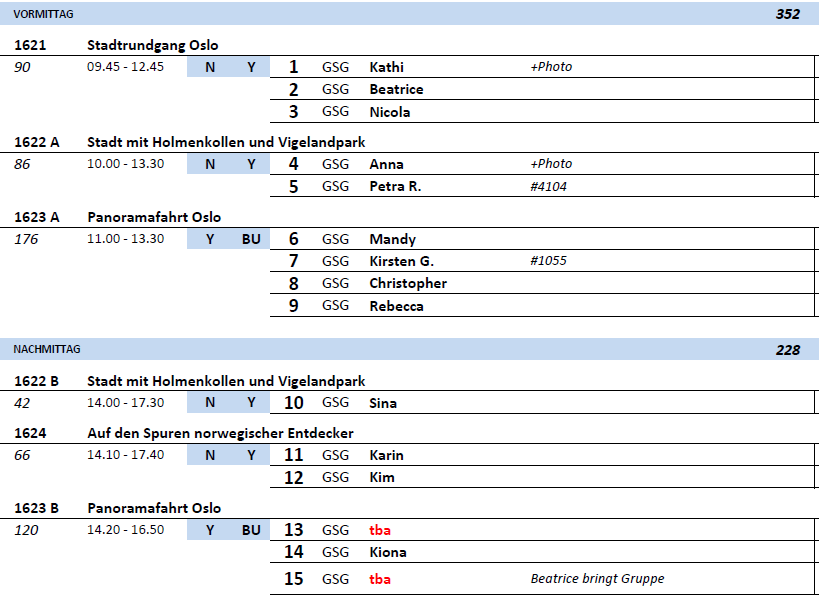 VORMITTAG 352
1621 Stadtrundgang Oslo
90 09.45 - 12.45 N Y 1 GSG Kathi +Photo
2 GSG Beatrice
3 GSG Nicola
1622 A Stadt mit Holmenkollen und Vigelandpark
86 10.00 - 13.30 N Y 4 GSG Anna +Photo
5 GSG Petra R. #4104
1623 A Panoramafahrt Oslo
176 11.00 - 13.30 Y BU 6 GSG Mandy
7 GSG Kirsten G. #1055
8 GSG Christopher
9 GSG Rebecca
NACHMITTAG 228
1622 B Stadt mit Holmenkollen und Vigelandpark
42 14.00 - 17.30 N Y 10 GSG Sina
1624 Auf den Spuren norwegischer Entdecker
66 14.10 - 17.40 N Y 11 GSG Karin
12 GSG Kim
1623 B Panoramafahrt Oslo
120 14.20 - 16.50 Y BU 13 GSG tba
14 GSG Kiona
15 GSG tba Beatrice bringt Gruppe